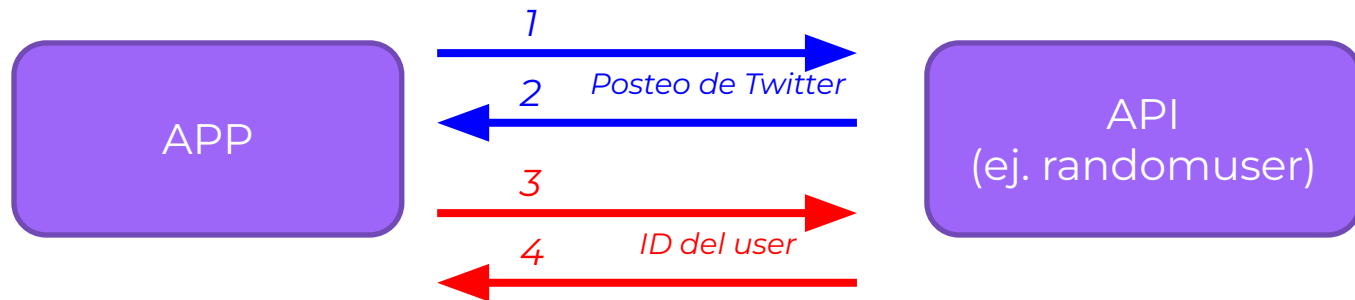 1
Posteo de Twitter
2
APP
API
(ej. randomuser)
3
ID del user
4